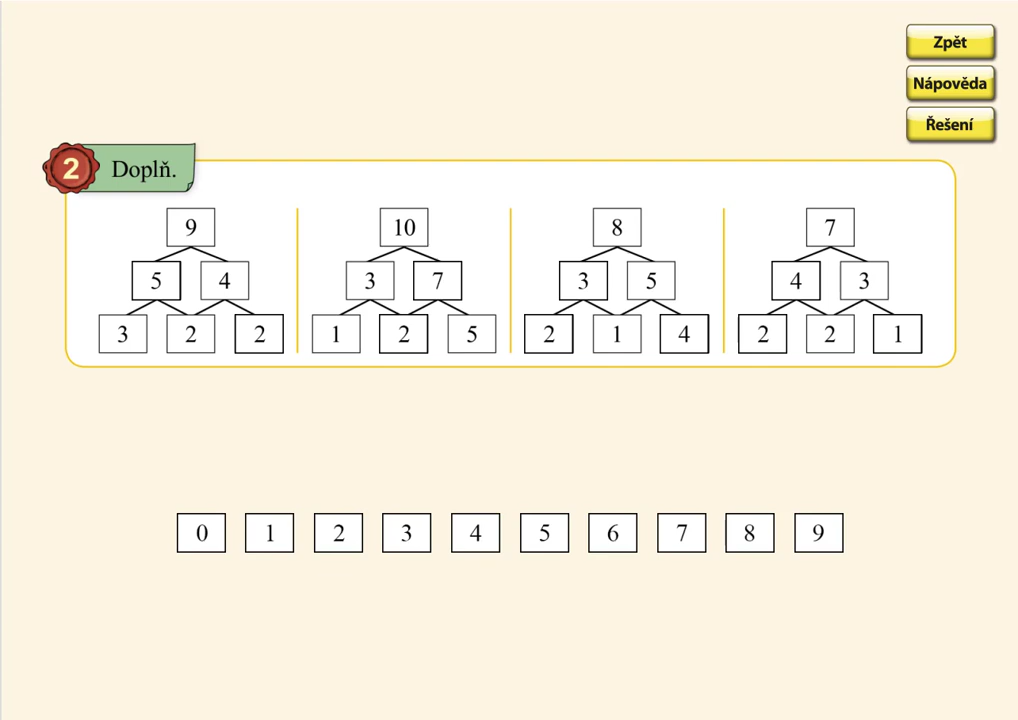 Zpět
Nápověda
Řešení
2 Doplň.
9 10 8 7
5 4 3 7 3 5 4 3
3 2 2 1 2 5 2 1 4 2 2 1
0 1 2 3 4 5 6 7 8 9